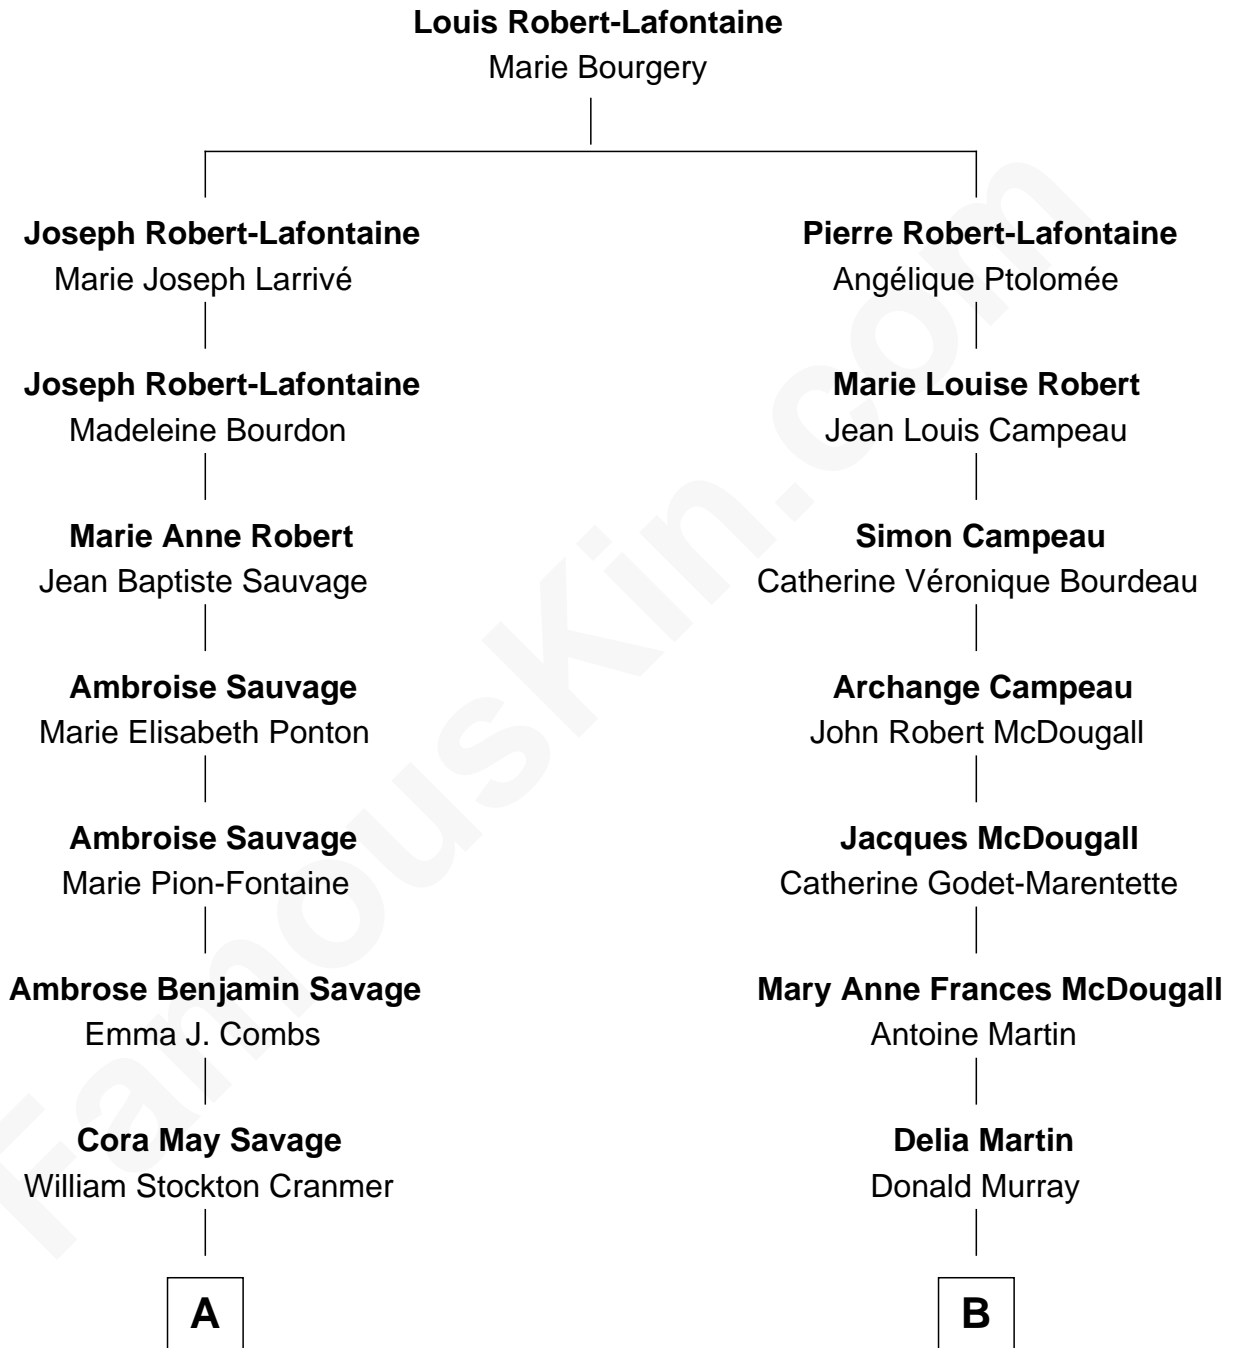 Louis Robert-Lafontaine
Marie Bourgery
Joseph Robert-Lafontaine
Marie Joseph Larrivé
Joseph Robert-Lafontaine
Madeleine Bourdon
Marie Anne Robert
Jean Baptiste Sauvage
Ambroise Sauvage
Marie Elisabeth Ponton
Ambroise Sauvage
Marie Pion-Fontaine
Ambrose Benjamin Savage
Emma J. Combs
Cora May Savage
William Stockton Cranmer
A
Pierre Robert-Lafontaine
Angélique Ptolomée
Marie Louise Robert
Jean Louis Campeau
Simon Campeau
Catherine Véronique Bourdeau
Archange Campeau
John Robert McDougall
Jacques McDougall
Catherine Godet-Marentette
Mary Anne Frances McDougall
Antoine Martin
Delia Martin
Donald Murray
B
FamousKin.com